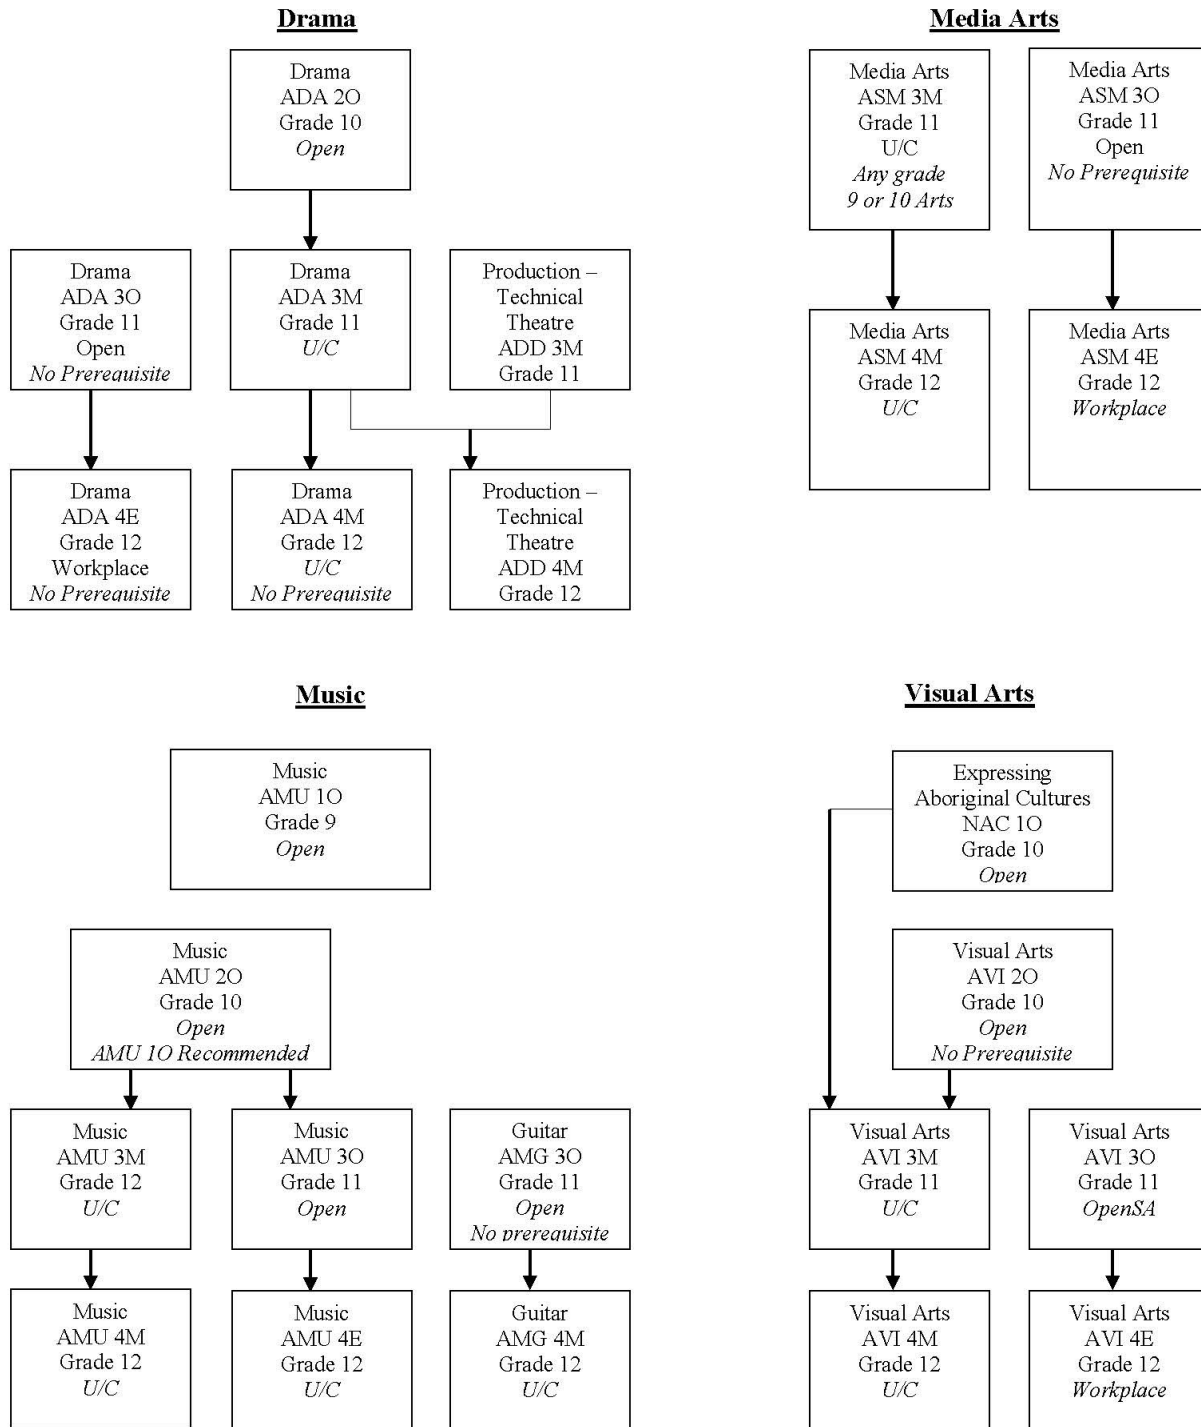 Drama
Drama
ADA 2O
Grade 10
Open
Drama
ADA 3O
Grade 11
Open
No Prerequisite
Drama
ADA 3M
Grade 11
U/C
Production –
Technical
Theatre
ADD 3M
Grade 11
Drama
ADA 4E
Grade 12
Workplace
No Prerequisite
Drama
ADA 4M
Grade 12
U/C
No Prerequisite
Production –
Technical
Theatre
ADD 4M
Grade 12
Media Arts
Media Arts
ASM 3M
Grade 11
U/C
Any grade
9 or 10 Arts
Media Arts
ASM 3O
Grade 11
Open
No Prerequisite
Media Arts
ASM 4M
Grade 12
U/C
Media Arts
ASM 4E
Grade 12
Workplace
Music
Music
AMU 1O
Grade 9
Open
Music
AMU 2O
Grade 10
Open
AMU 1O Recommended
Music
AMU 3M
Grade 12
U/C
Music
AMU 3O
Grade 11
Open
Guitar
AMG 3O
Grade 11
Open
No prerequisite
Music
AMU 4M
Grade 12
U/C
Music
AMU 4E
Grade 12
U/C
Guitar
AMG 4M
Grade 12
U/C
Visual Arts
Expressing
Aboriginal Cultures
NAC 1O
Grade 10
Open
Visual Arts
AVI 2O
Grade 10
Open
No Prerequisite
Visual Arts
AVI 3M
Grade 11
U/C
Visual Arts
AVI 3O
Grade 11
OpenSA
Visual Arts
AVI 4M
Grade 12
U/C
Visual Arts
AVI 4E
Grade 12
Workplace